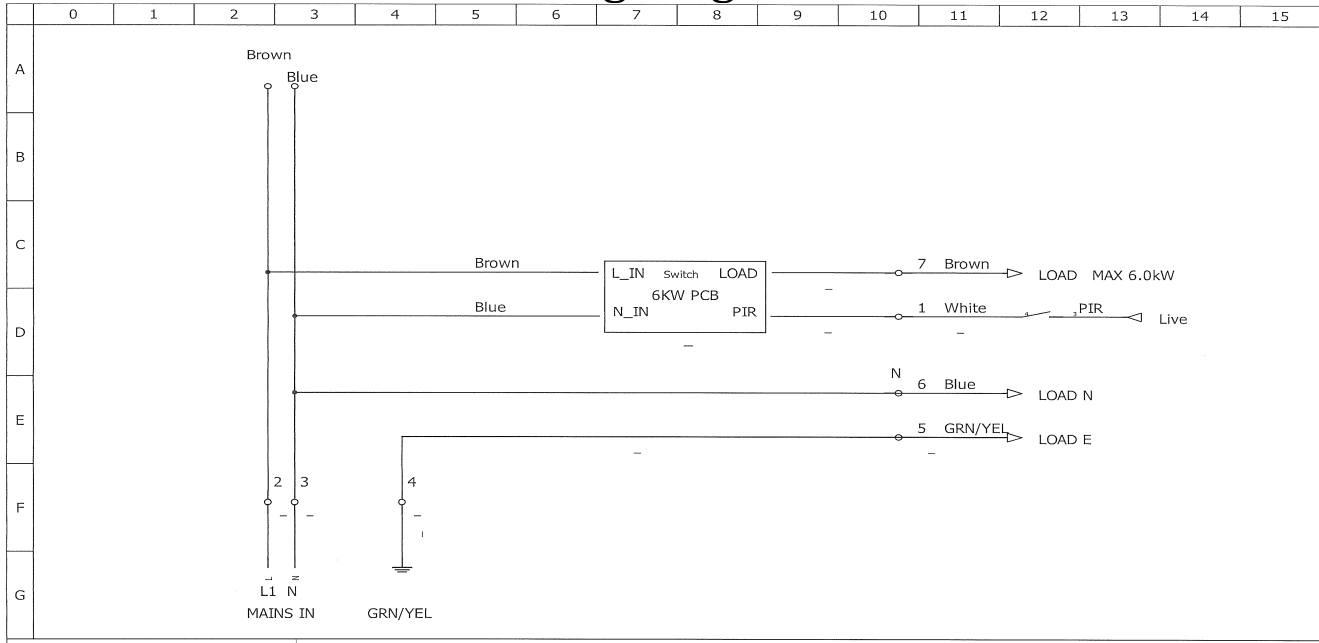 0 1 2 3 4 5 6 7 8 9 10 11 12 13 14 15
A
Brown
Blue
B
C
Brown
L_IN Switch LOAD
7 Brown
LOAD MAX 6.0kW
6KW PCB
Blue
N_IN PIR
1 White
4 3 PIR
Live
D
N
6 Blue
LOAD N
E
5 GRN/YEL
LOAD E
2 3 4
F
L N
L1 N
G
MAINS IN GRN/YEL